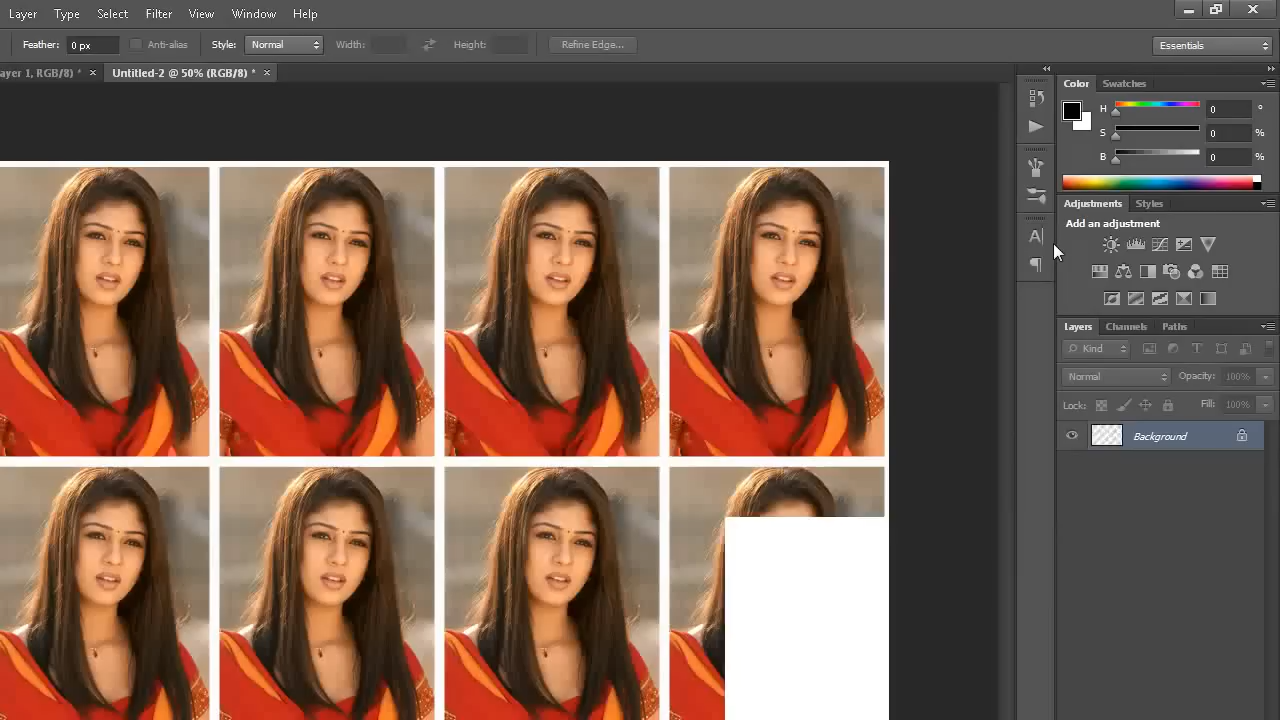 Layer Type Select Filter View Window Help
Feather: 0 px Anti-alias Style: Normal Width: Height: Refine Edge... Essentials
ayer 1, RGB/8) * × Untitled-2 @ 50% (RGB/8) * ×
Color Swatches
H 0 °
S 0 %
B 0 %
Adjustments Styles
Add an adjustment
Layers Channels Paths
Kind
Normal Opacity: 100%
Lock: Fill: 100%
Background